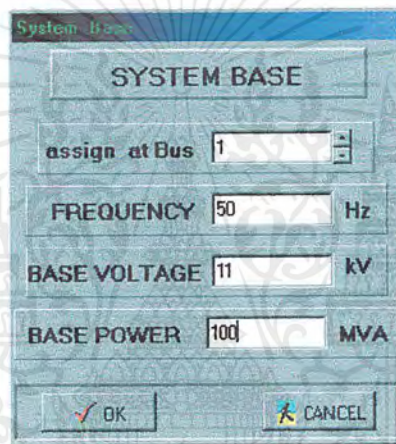 System Base
SYSTEM BASE
assign at Bus 1
FREQUENCY 50 Hz
BASE VOLTAGE 11 kV
BASE POWER 100 MVA
OK CANCEL